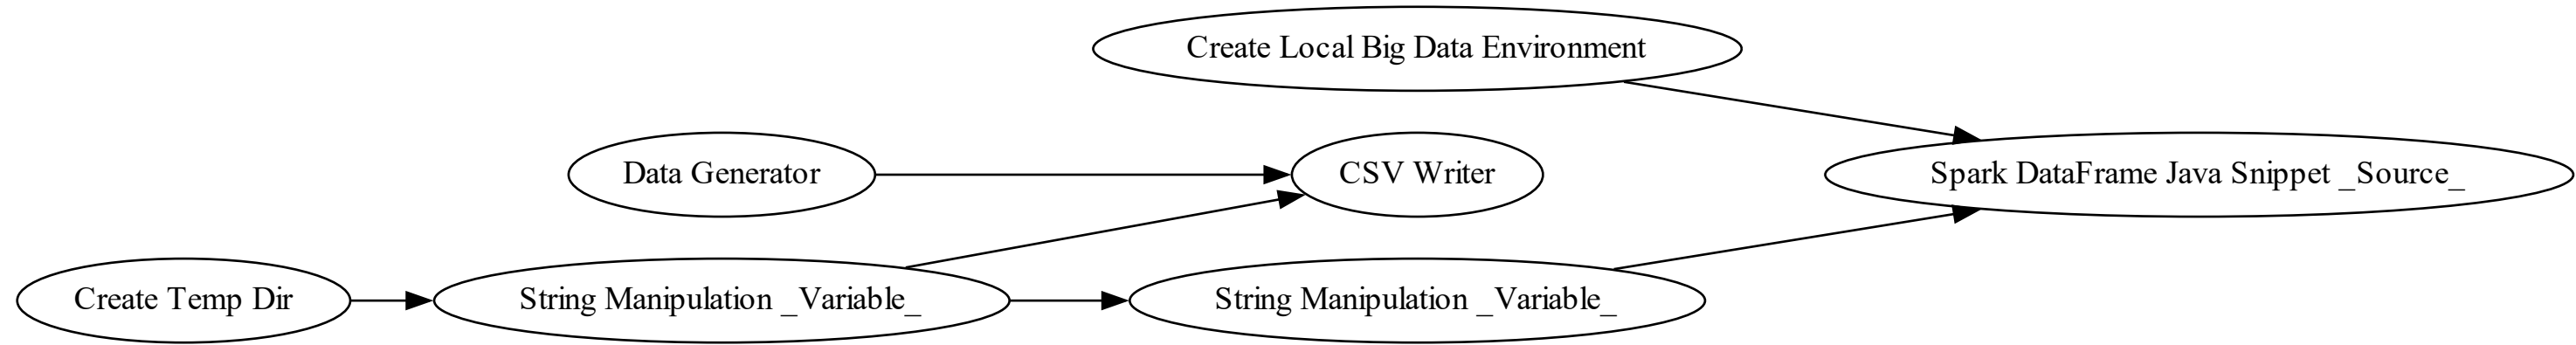 Create Local Big Data Environment
Data Generator
CSV Writer
Spark DataFrame Java Snippet _Source_
Create Temp Dir
String Manipulation _Variable_
String Manipulation _Variable_